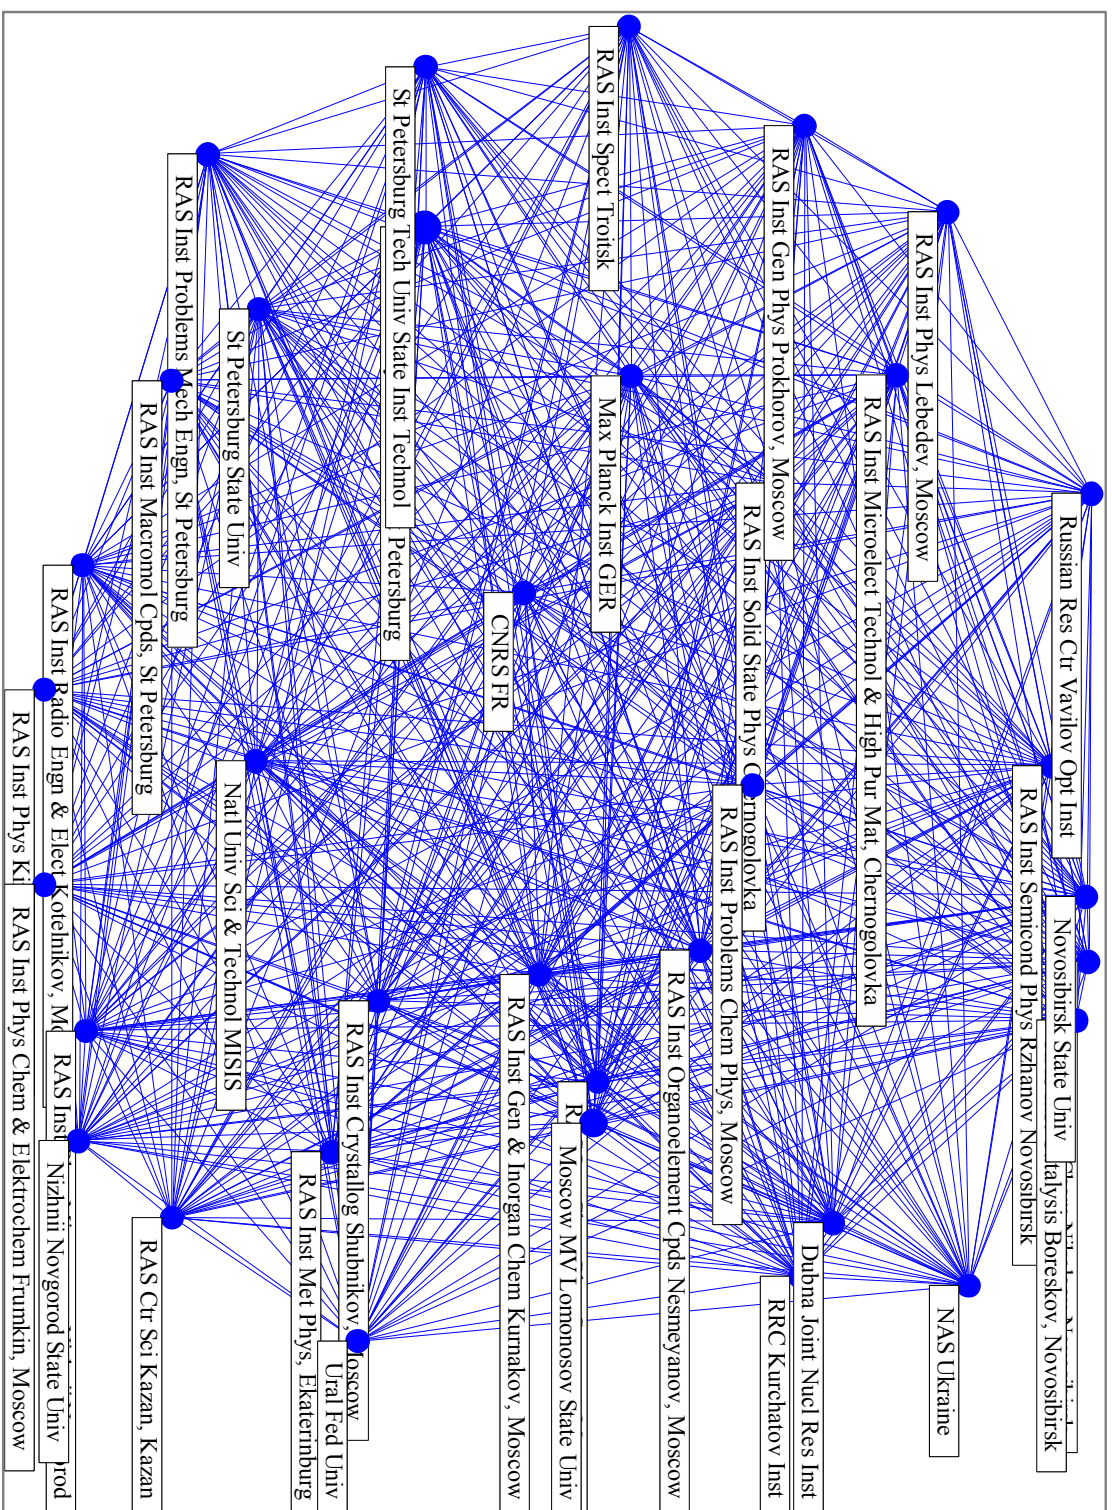 RAS Inst Spect Troitsk
St Petersburg Tech Univ State Inst Technol
Petersburg
RAS Inst Gen Phys Prokhorov, Moscow
RAS Inst Problems Mech Engn, St Petersburg
RAS Inst Phys Lebedev, Moscow
St Petersburg State Univ
Max Planck Inst GER
RAS Inst Microelect Technol & High Pur Mat, Chernogolovka
RAS Inst Macromol Cpds, St Petersburg
RAS Inst Solid State Phys C
ernogolovka
Russian Res Ctr Vavilov Opt Inst
RAS Inst Radio Engn & Elect Kotelnikov, Mo
CNRS FR
RAS Inst Phys Ki
Natl Univ Sci & Technol MISIS
RAS Inst Semicond Phys Rzhanov Novosibirsk
RAS Inst Problems Chem Phys, Moscow
RAS Inst Phys Chem & Elektrochem Frumkin, Moscow
Novosibirsk State Univ
RAS Inst Organoelement Cpds Nesmeyanov, Moscow
RAS Inst Gen & Inorgan Chem Kurnakov, Moscow
RAS Inst Crystallog Shubnikov, Moscow
talysis Boreskov, Novosibirsk
RAS Inst
rod
R
Moscow MV Lomonosov State Univ
Nizhnii Novgorod State Univ
RAS Inst Met Phys, Ekaterinburg
RAS Ctr Sci Kazan, Kazan
Dubna Joint Nucl Res Inst
RRC Kurchatov Inst
NAS Ukraine
Ural Fed Univ